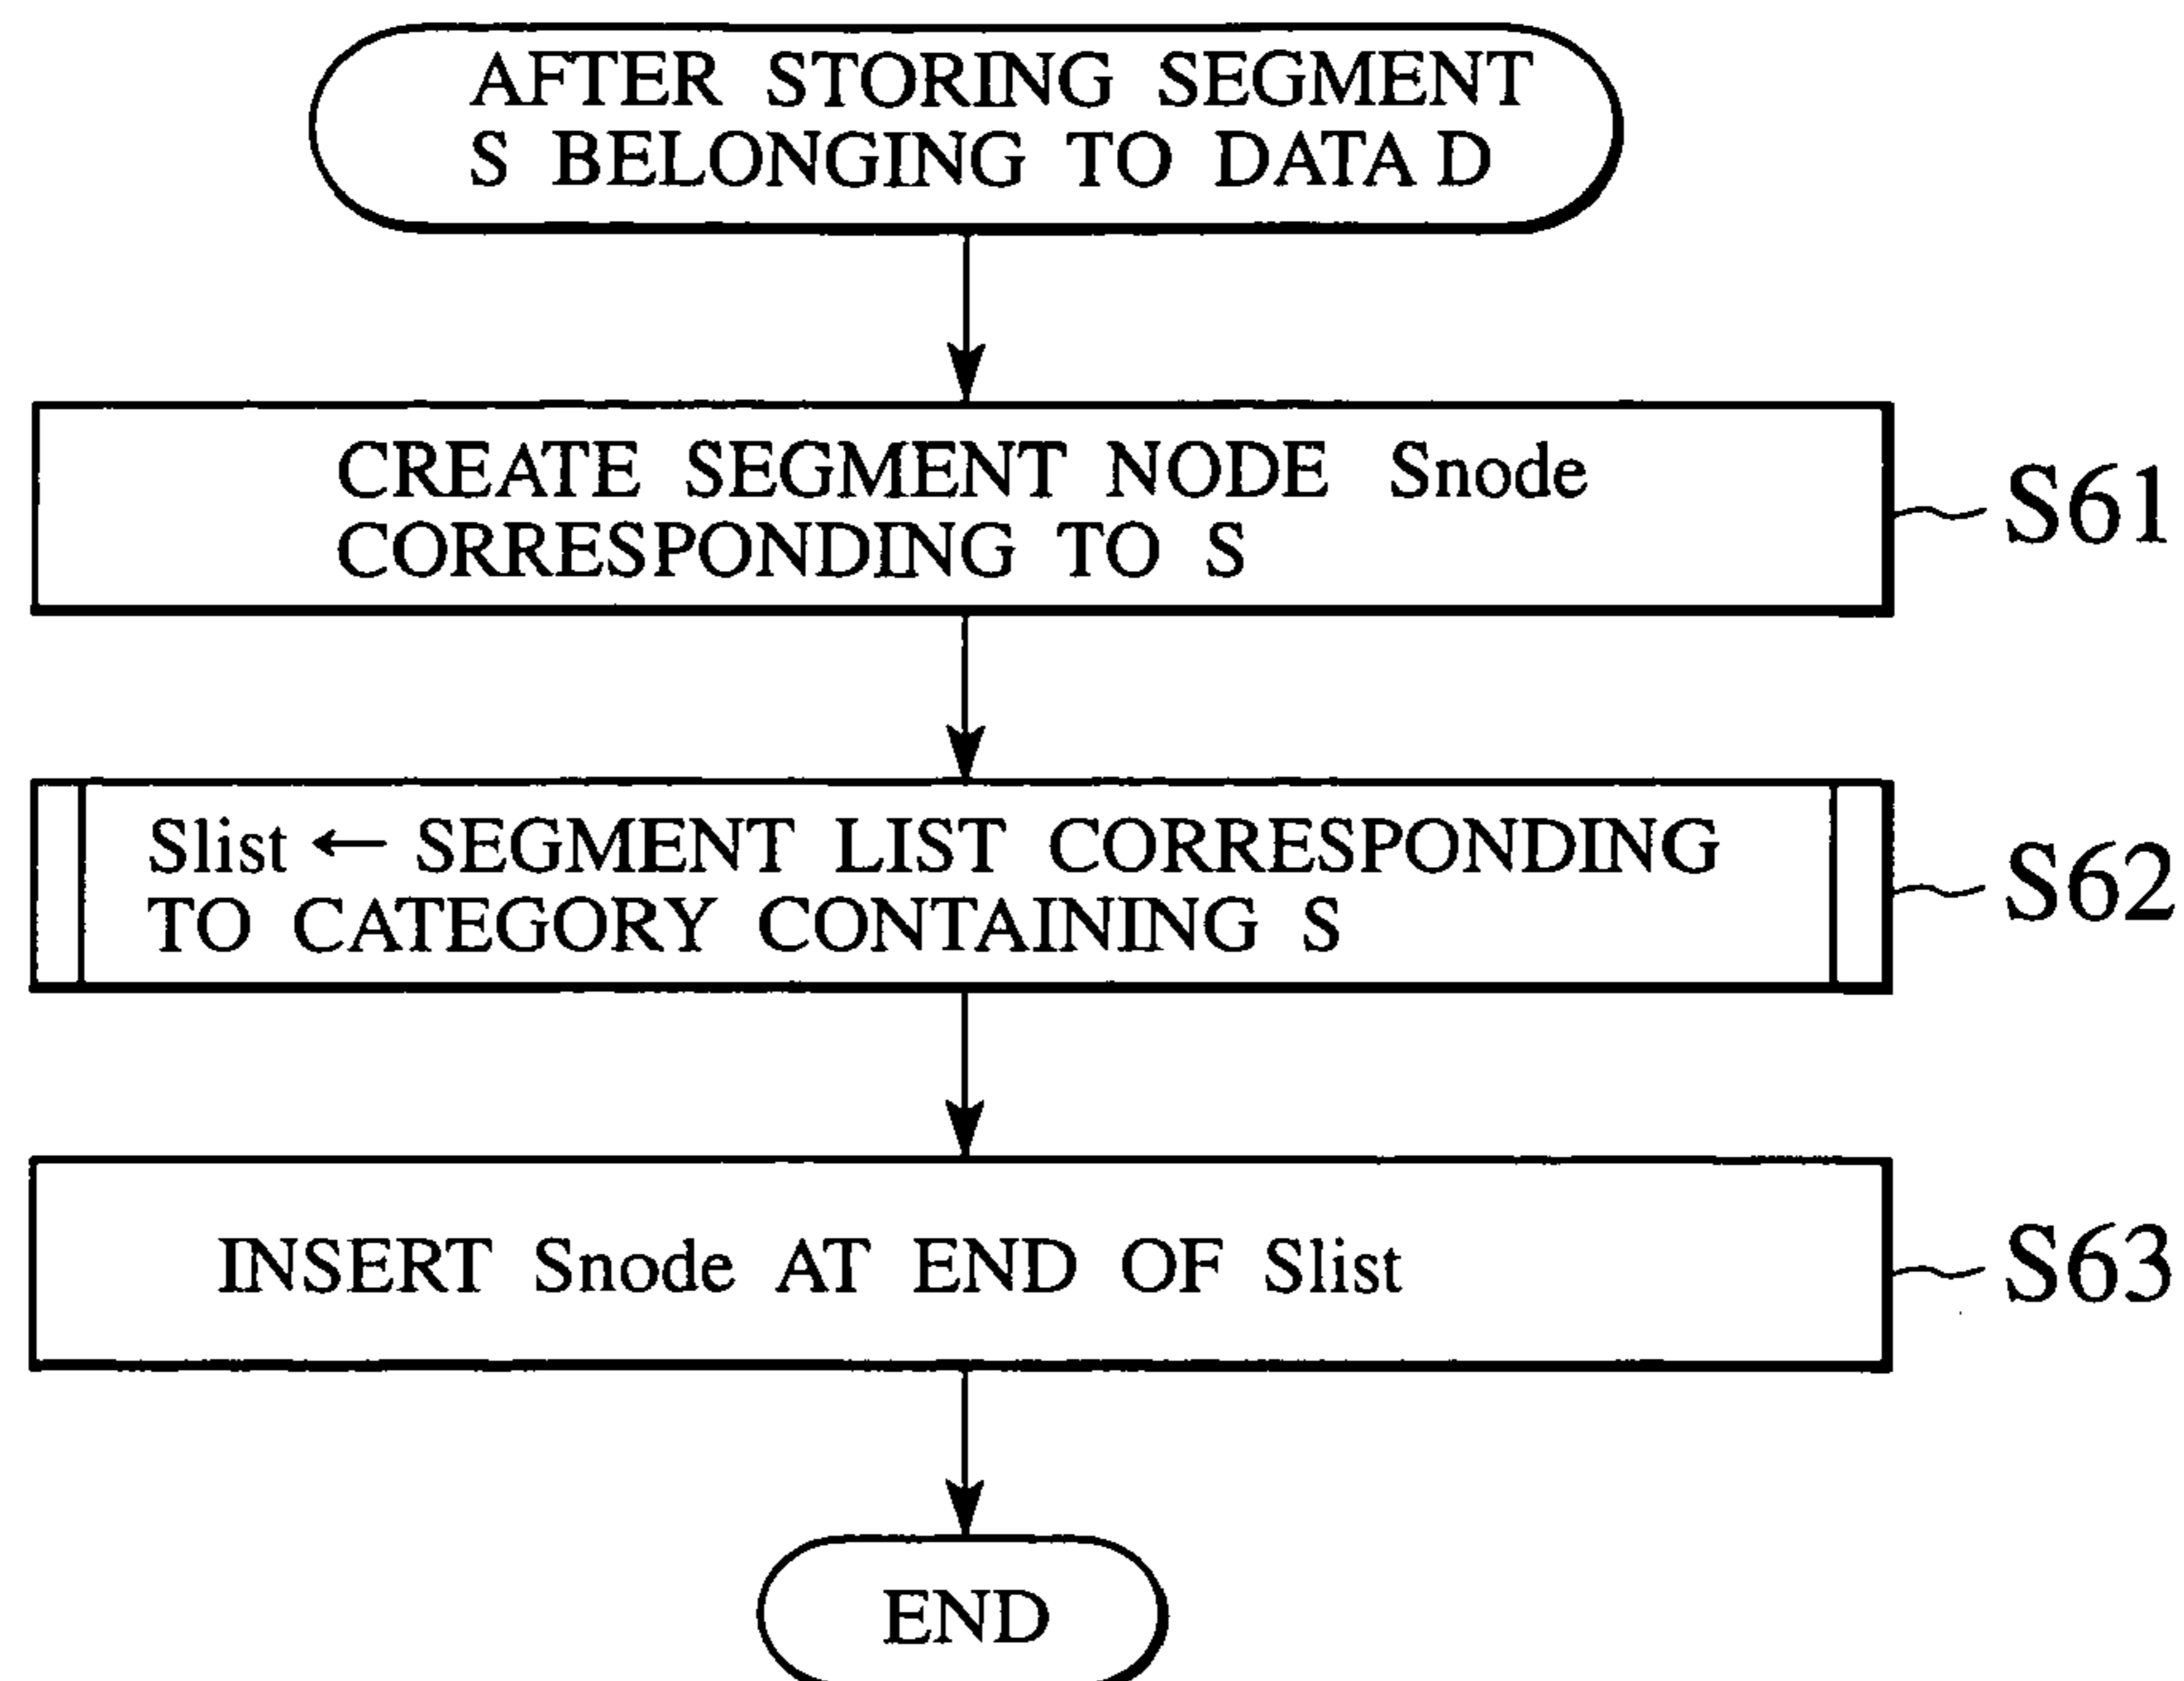 AFTER STORING SEGMENT
S BELONGING TO DATA D
CREATE SEGMENT NODE Snode
CORRESPONDING TO S
S61
Slist ← SEGMENT LIST CORRESPONDING
TO CATEGORY CONTAINING S
S62
INSERT Snode AT END OF Slist
S63
END